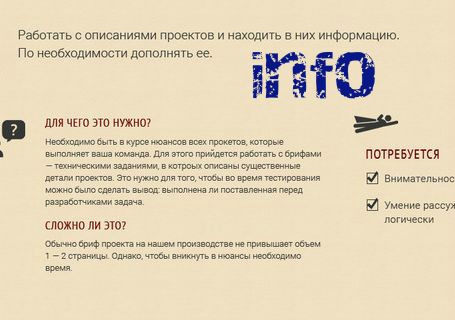 Работать с описаниями проектов и находить в них информацию.
По необходимости дополнять ее.
info
?
ДЛЯ ЧЕГО ЭТО НУЖНО?
Необходимо быть в курсе нюансов всех прокетов, которые
выполняет ваша команда. Для этого прийдется работать с брифами
— техническими заданиями, в котроых описаны существенные
детали проектов. Это нужно для того, чтобы во время тестирования
можно было сделать вывод: выполнена ли поставленная перед
разработчиками задача.
СЛОЖНО ЛИ ЭТО?
Обычно бриф проекта на нашем производстве не привышает объем
1 — 2 страницы. Однако, чтобы вникнуть в нюансы необходимо
время.
ПОТРЕБУЕТСЯ
Внимательнос
Умение рассуж
логически